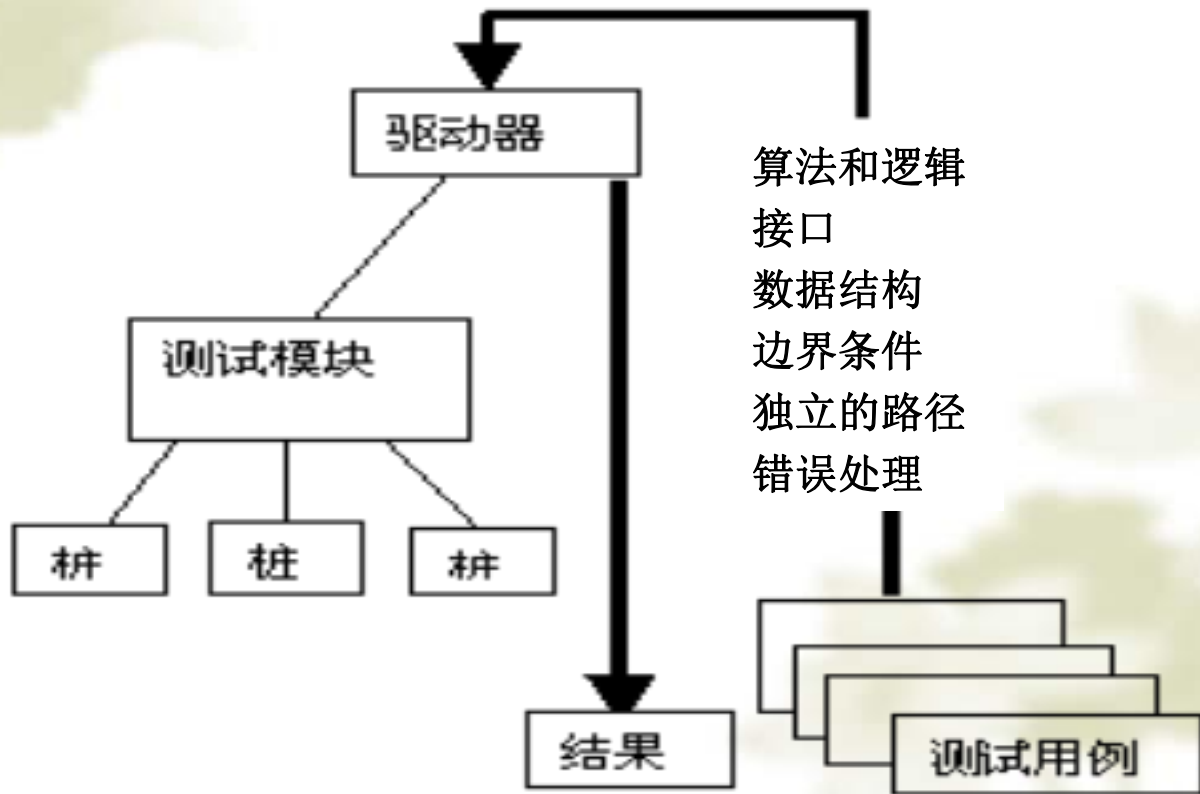 驱动器
算法和逻辑
接口
数据结构
边界条件
独立的路径
错误处理
测试模块
桩
桩
桩
结果
测试用例